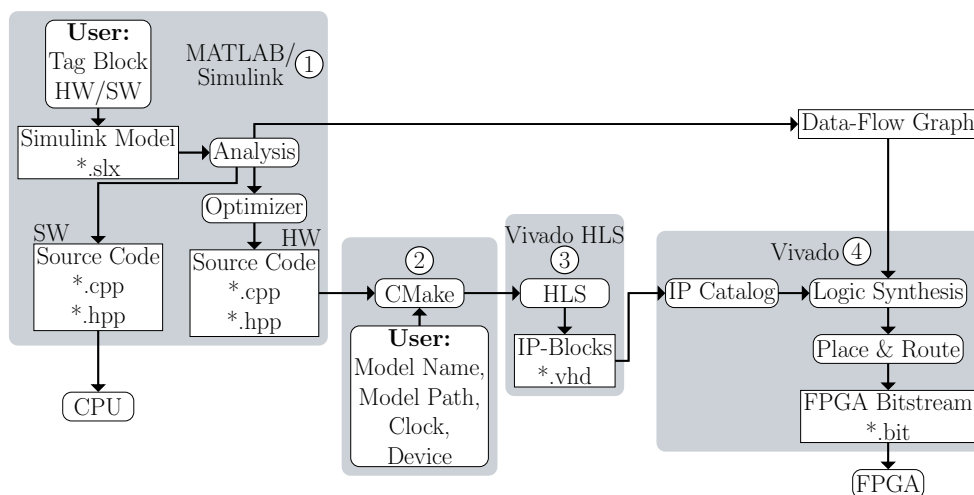 User:
Tag Block
HW/SW
MATLAB/
Simulink
1
Simulink Model
*.slx
Analysis
Data-Flow Graph
Optimizer
SW
Source Code
*.cpp
*.hpp
HW
Source Code
*.cpp
*.hpp
CPU
2
CMake
User:
Model Name,
Model Path,
Clock,
Device
Vivado HLS
3
HLS
IP-Blocks
*.vhd
Vivado
4
IP Catalog
Logic Synthesis
Place & Route
FPGA Bitstream
*.bit
FPGA